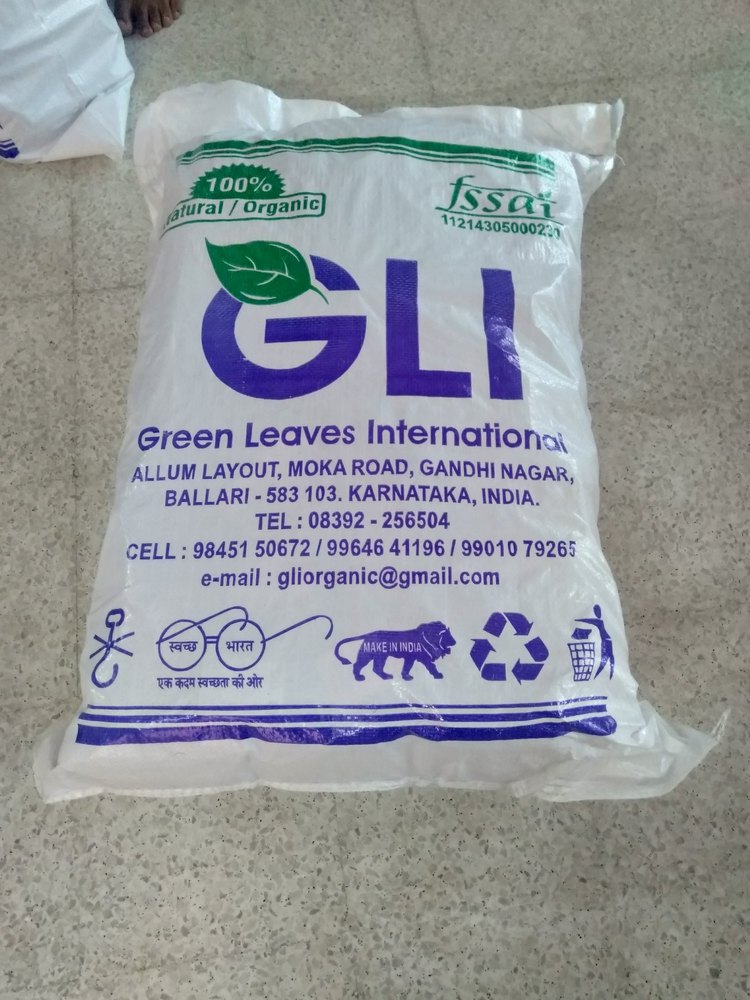 100%
Natural / Organic
fssai
11214305000230
GLI
Green Leaves International
ALLUM LAYOUT, MOKA ROAD, GANDHI NAGAR,
BALLARI - 583 103. KARNATAKA, INDIA.
TEL : 08392 - 256504
CELL : 98451 50672 / 99646 41196 / 99010 79265
e-mail : gliorganic@gmail.com
स्वच्छ भारत
एक कदम स्वच्छता की ओर
MAKE IN INDIA